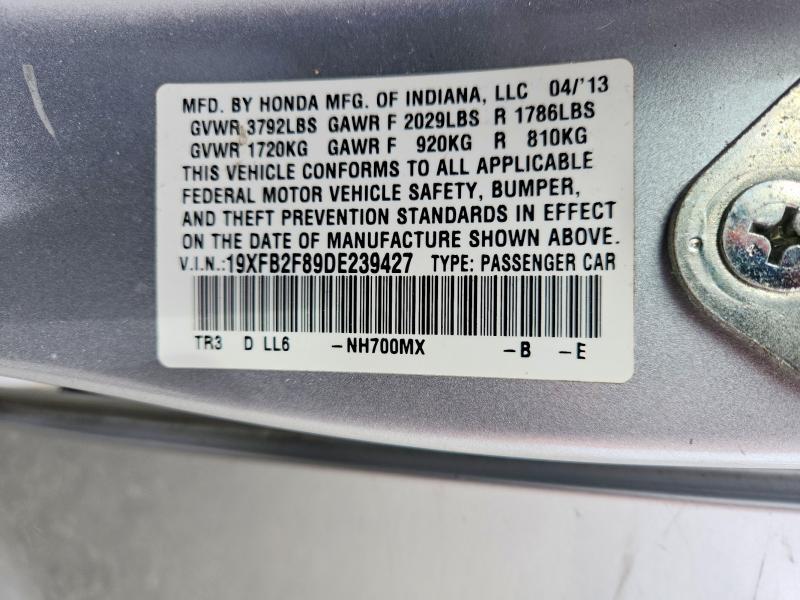 MFD. BY HONDA MFG. OF INDIANA, LLC 04/'13
GVWR 3792LBS GAWR F 2029LBS R 1786LBS
GVWR 1720KG GAWR F 920KG R 810KG
THIS VEHICLE CONFORMS TO ALL APPLICABLE
FEDERAL MOTOR VEHICLE SAFETY, BUMPER,
AND THEFT PREVENTION STANDARDS IN EFFECT
ON THE DATE OF MANUFACTURE SHOWN ABOVE.
V.I.N.:19XFB2F89DE239427 TYPE: PASSENGER CAR
TR3 D LL6 -NH700MX -B -E